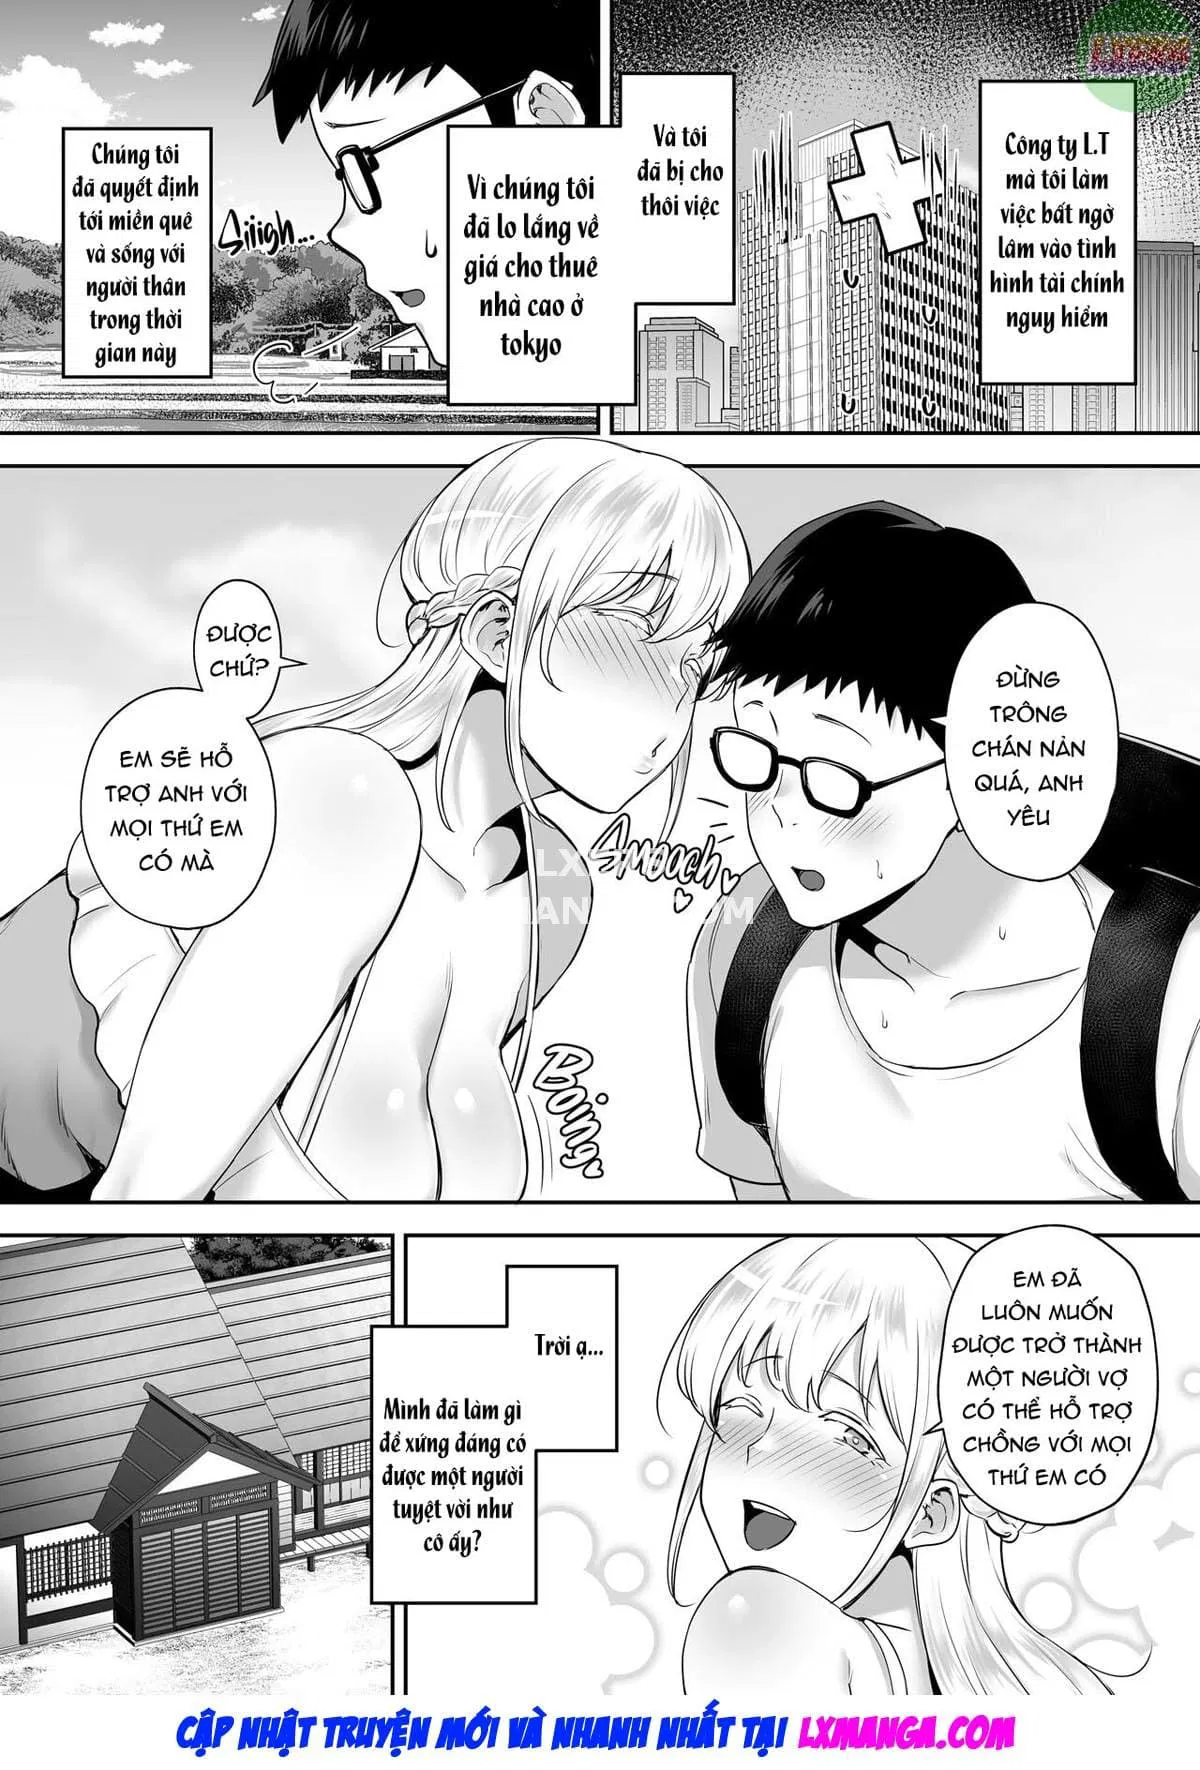 Công ty L.T
mà tôi làm
việc bất ngờ
lâm vào tình
hình tài chính
nguy hiểm
Và tôi
đã bị cho
thôi việc
Vì chúng tôi
đã lo lắng về
giá cho thuê
nhà cao ở
tokyo
Siiigh...
Chúng tôi
đã quyết định
tới miền quê
và sống với
người thân
trong thời
gian này
ĐỪNG
TRÔNG
CHÁN NẢN
QUÁ, ANH
YÊU
Smooch
ĐƯỢC
CHỨ?
EM SẼ HỖ
TRỢ ANH VỚI
MỌI THỨ EM
CÓ MÀ
Boing
EM ĐÃ
LUÔN MUỐN
ĐƯỢC TRỞ THÀNH
MỘT NGƯỜI VỢ
CÓ THỂ HỖ TRỢ
CHỒNG VỚI MỌI
THỨ EM CÓ
Trời ạ...
Mình đã làm gì
để xứng đáng có
được một người
tuyệt vời như
cô ấy?
CẬP NHẬT TRUYỆN MỚI VÀ NHANH NHẤT TẠI LXMANGA.COM